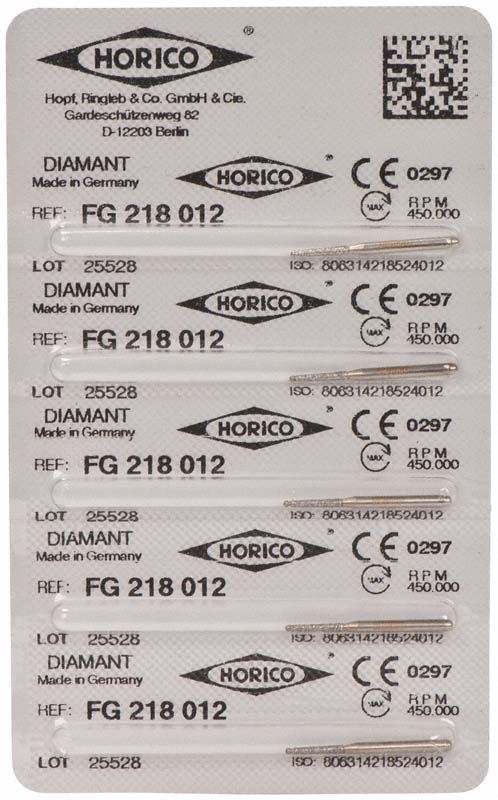 HORICO ®
Hopf, Ringleb & Co. GmbH & Cie.
Gardeschützenweg 82
D-12203 Berlin
DIAMANT HORICO ® CE 0297
Made in Germany
REF: FG 218 012 MAX RPM 450.000
LOT 25528 ISO: 806314218524012
DIAMANT HORICO ® CE 0297
Made in Germany
REF: FG 218 012 MAX RPM 450.000
LOT 25528 ISO: 806314218524012
DIAMANT HORICO ® CE 0297
Made in Germany
REF: FG 218 012 MAX RPM 450.000
LOT 25528 ISO: 806314218524012
DIAMANT HORICO ® CE 0297
Made in Germany
REF: FG 218 012 MAX RPM 450.000
LOT 25528 ISO: 806314218524012
DIAMANT HORICO ® CE 0297
Made in Germany
REF: FG 218 012 MAX RPM 450.000
LOT 25528 ISO: 806314218524012